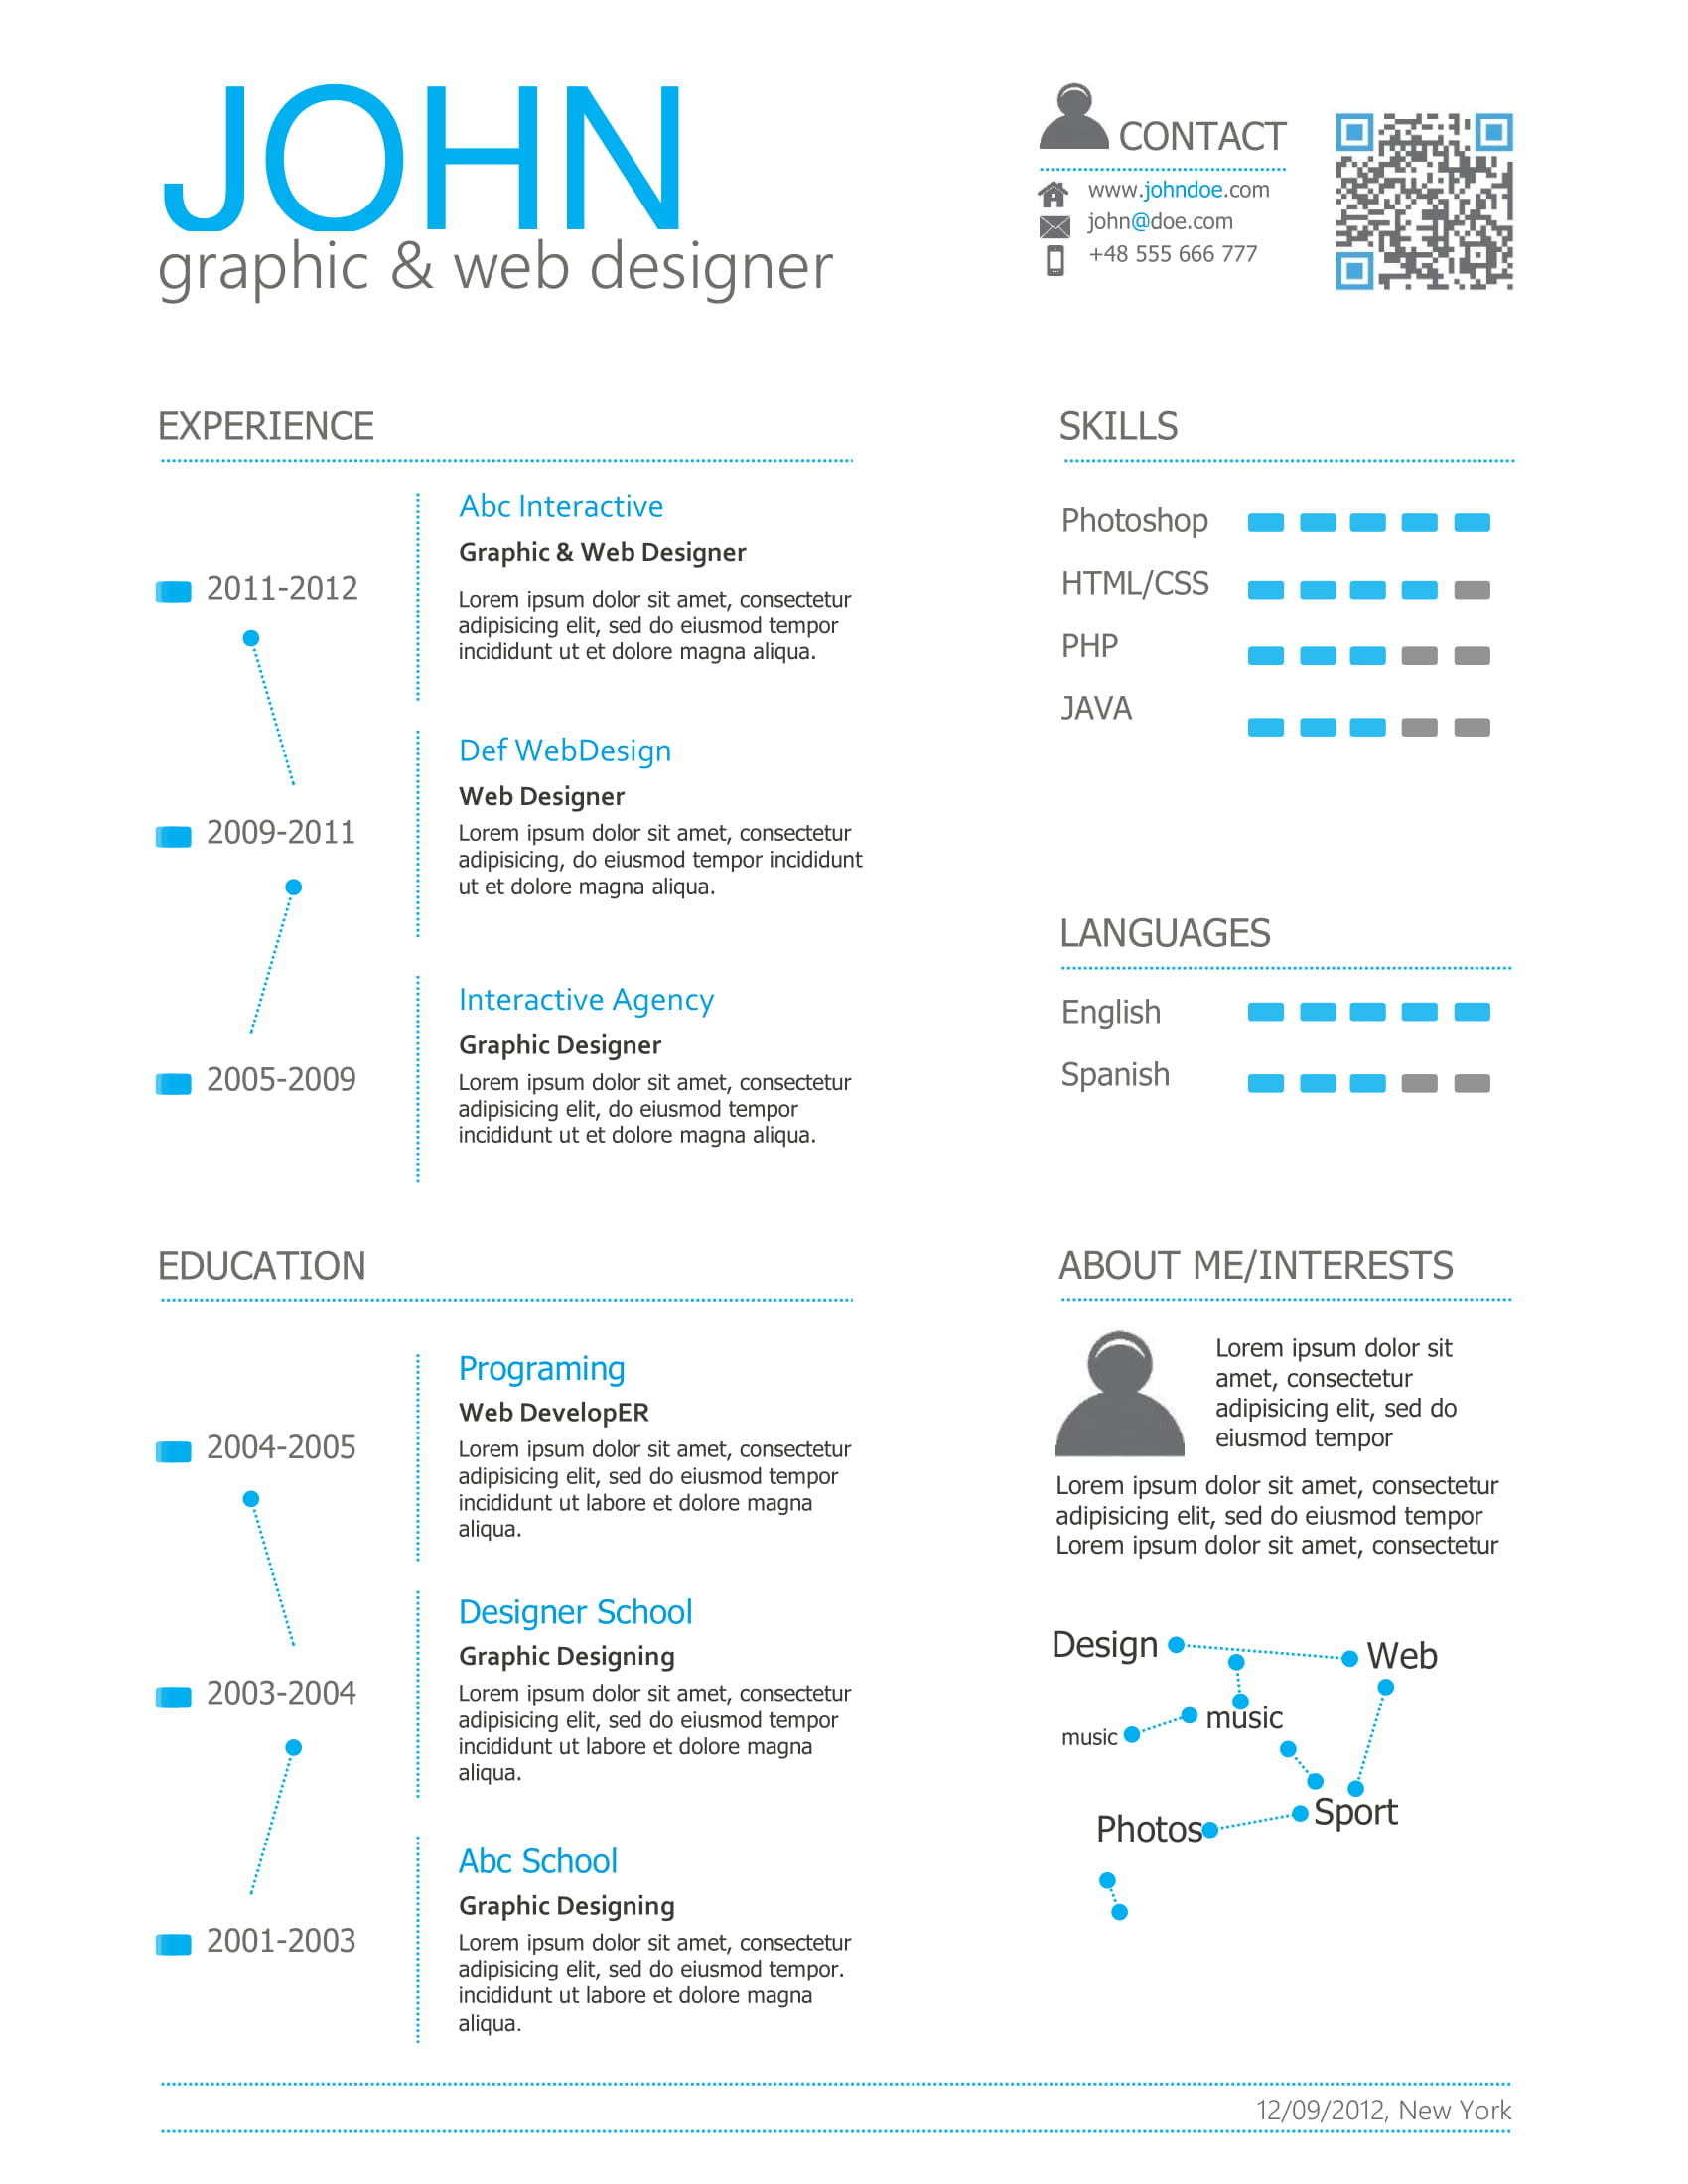 JOHN
graphic & web designer
CONTACT
www.johndoe.com
john@doe.com
+48 555 666 777
EXPERIENCE
2011-2012
Abc Interactive
Graphic & Web Designer
Lorem ipsum dolor sit amet, consectetur
adipisicing elit, sed do eiusmod tempor
incididunt ut et dolore magna aliqua.
2009-2011
Def WebDesign
Web Designer
Lorem ipsum dolor sit amet, consectetur
adipisicing, do eiusmod tempor incididunt
ut et dolore magna aliqua.
2005-2009
Interactive Agency
Graphic Designer
Lorem ipsum dolor sit amet, consectetur
adipisicing elit, do eiusmod tempor
incididunt ut et dolore magna aliqua.
EDUCATION
2004-2005
Programing
Web DevelopER
Lorem ipsum dolor sit amet, consectetur
adipisicing elit, sed do eiusmod tempor
incididunt ut labore et dolore magna
aliqua.
2003-2004
Designer School
Graphic Designing
Lorem ipsum dolor sit amet, consectetur
adipisicing elit, sed do eiusmod tempor
incididunt ut labore et dolore magna
aliqua.
2001-2003
Abc School
Graphic Designing
Lorem ipsum dolor sit amet, consectetur
adipisicing elit, sed do eiusmod tempor.
incididunt ut labore et dolore magna
aliqua.
SKILLS
Photoshop
HTML/CSS
PHP
JAVA
LANGUAGES
English
Spanish
ABOUT ME/INTERESTS
Lorem ipsum dolor sit
amet, consectetur
adipisicing elit, sed do
eiusmod tempor
Lorem ipsum dolor sit amet, consectetur
adipisicing elit, sed do eiusmod tempor
Lorem ipsum dolor sit amet, consectetur
Design
Web
music
music
Sport
Photos
12/09/2012, New York